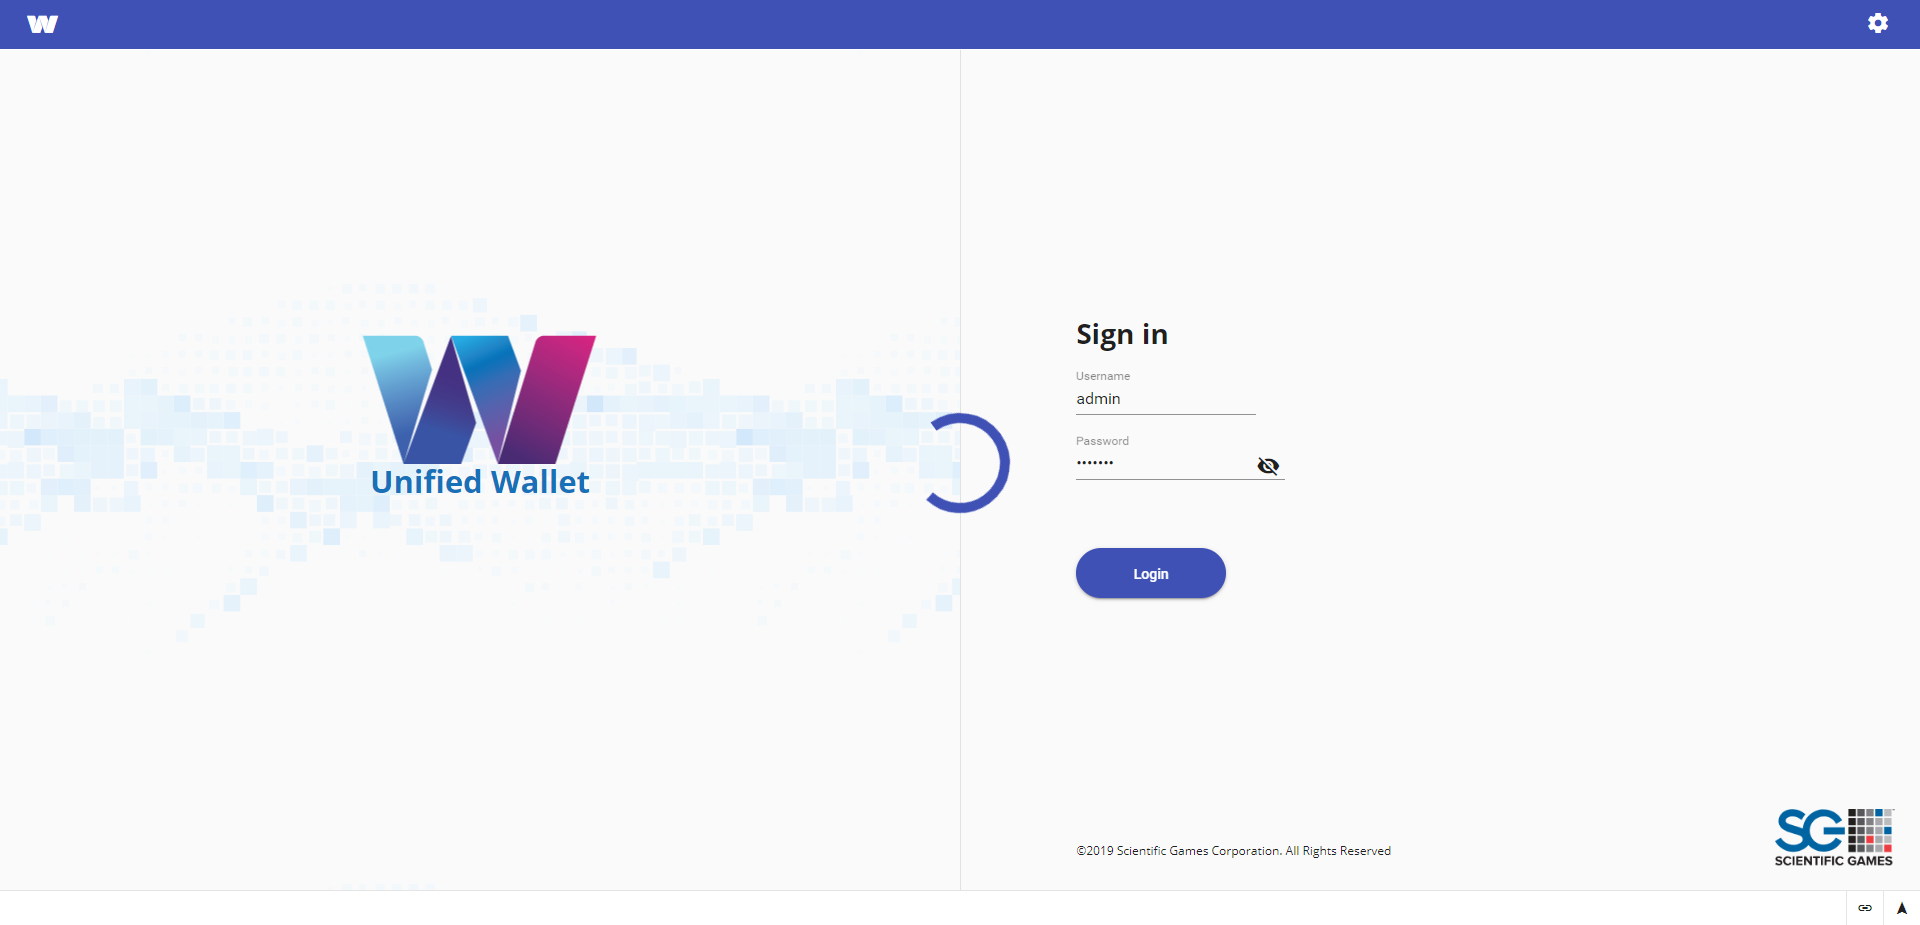 W
Unified Wallet
Sign in
Username
admin
Password
•••••••
Login
©2019 Scientific Games Corporation. All Rights Reserved
SG
SCIENTIFIC GAMES